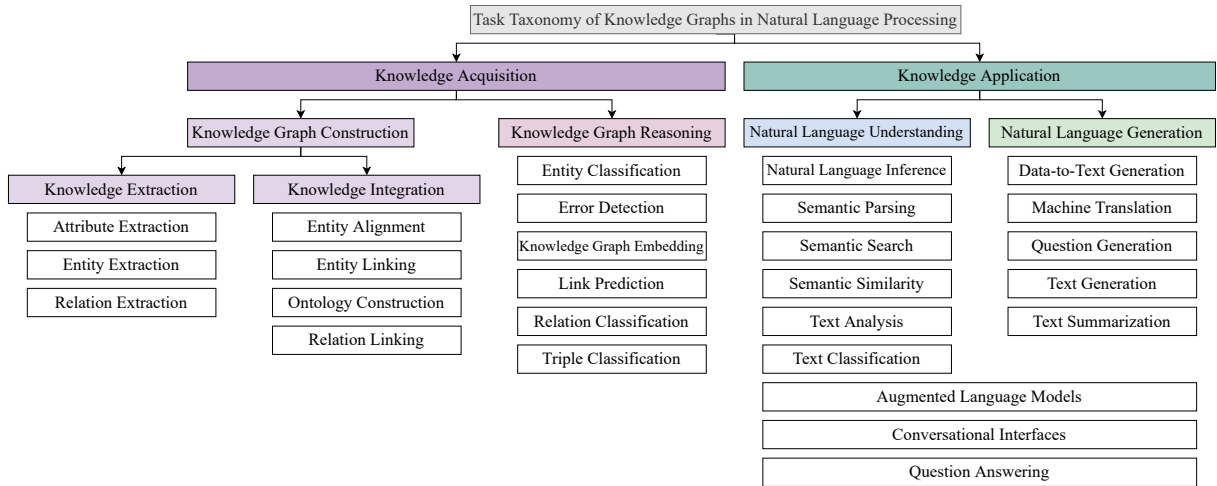 Task Taxonomy of Knowledge Graphs in Natural Language Processing
Knowledge Acquisition
Knowledge Application
Knowledge Graph Construction
Knowledge Graph Reasoning
Natural Language Understanding
Natural Language Generation
Knowledge Extraction
Knowledge Integration
Attribute Extraction
Entity Extraction
Relation Extraction
Entity Alignment
Entity Linking
Ontology Construction
Relation Linking
Entity Classification
Error Detection
Knowledge Graph Embedding
Link Prediction
Relation Classification
Triple Classification
Natural Language Inference
Semantic Parsing
Semantic Search
Semantic Similarity
Text Analysis
Text Classification
Data-to-Text Generation
Machine Translation
Question Generation
Text Generation
Text Summarization
Augmented Language Models
Conversational Interfaces
Question Answering